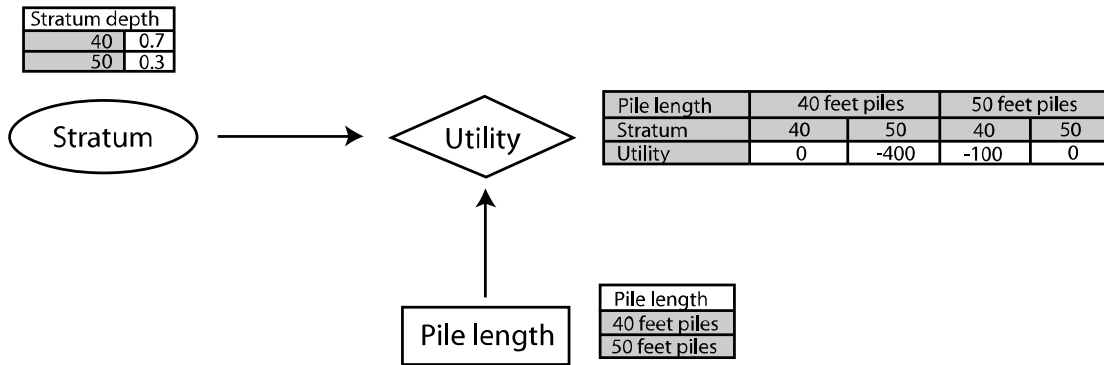 Stratum depth
40 0.7
50 0.3
Stratum
Utility
Pile length 40 feet piles 50 feet piles
Stratum 40 50 40 50
Utility 0 -400 -100 0
Pile length
Pile length
40 feet piles
50 feet piles